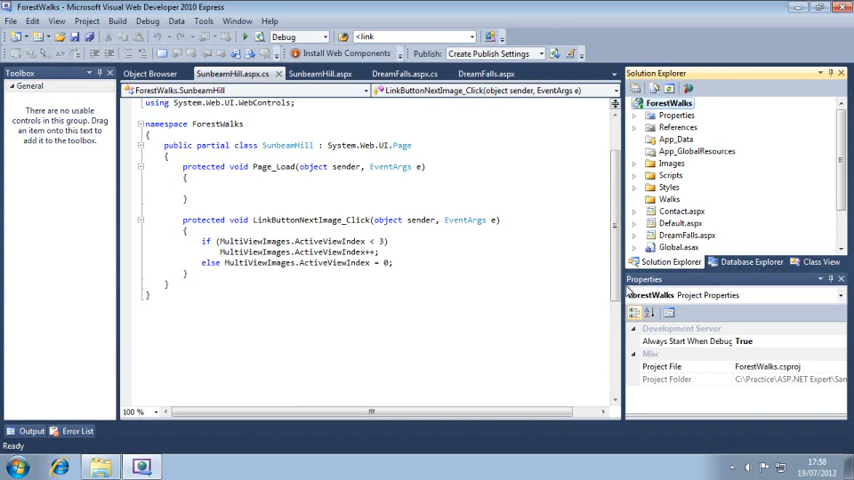 ForestWalks - Microsoft Visual Web Developer 2010 Express
File Edit View Project Build Debug Data Tools Window Help
Debug <link
Install Web Components Publish: Create Publish Settings
Toolbox
General
There are no usable
controls in this group. Drag
an item onto this text to
add it to the toolbox.
Object Browser SunbeamHill.aspx.cs SunbeamHill.aspx DreamFalls.aspx.cs DreamFalls.aspx
ForestWalks.SunbeamHill LinkButtonNextImage_Click(object sender, EventArgs e)
using System.Web.UI.WebControls;
namespace ForestWalks
{
public partial class SunbeamHill : System.Web.UI.Page
{
protected void Page_Load(object sender, EventArgs e)
{
}
protected void LinkButtonNextImage_Click(object sender, EventArgs e)
{
if (MultiViewImages.ActiveViewIndex < 3)
MultiViewImages.ActiveViewIndex++;
else MultiViewImages.ActiveViewIndex = 0;
}
}
}
100 %
Solution Explorer
ForestWalks
Properties
References
App_Data
App_GlobalResources
Images
Scripts
Styles
Walks
Contact.aspx
Default.aspx
DreamFalls.aspx
Global.asax
Solution Explorer Database Explorer Class View
Properties
ForestWalks Project Properties
Development Server
Always Start When Debug True
Misc
Project File ForestWalks.csproj
Project Folder C:\Practice\ASP.NET Expert\San
Output Error List
Ready
17:58
19/07/2012